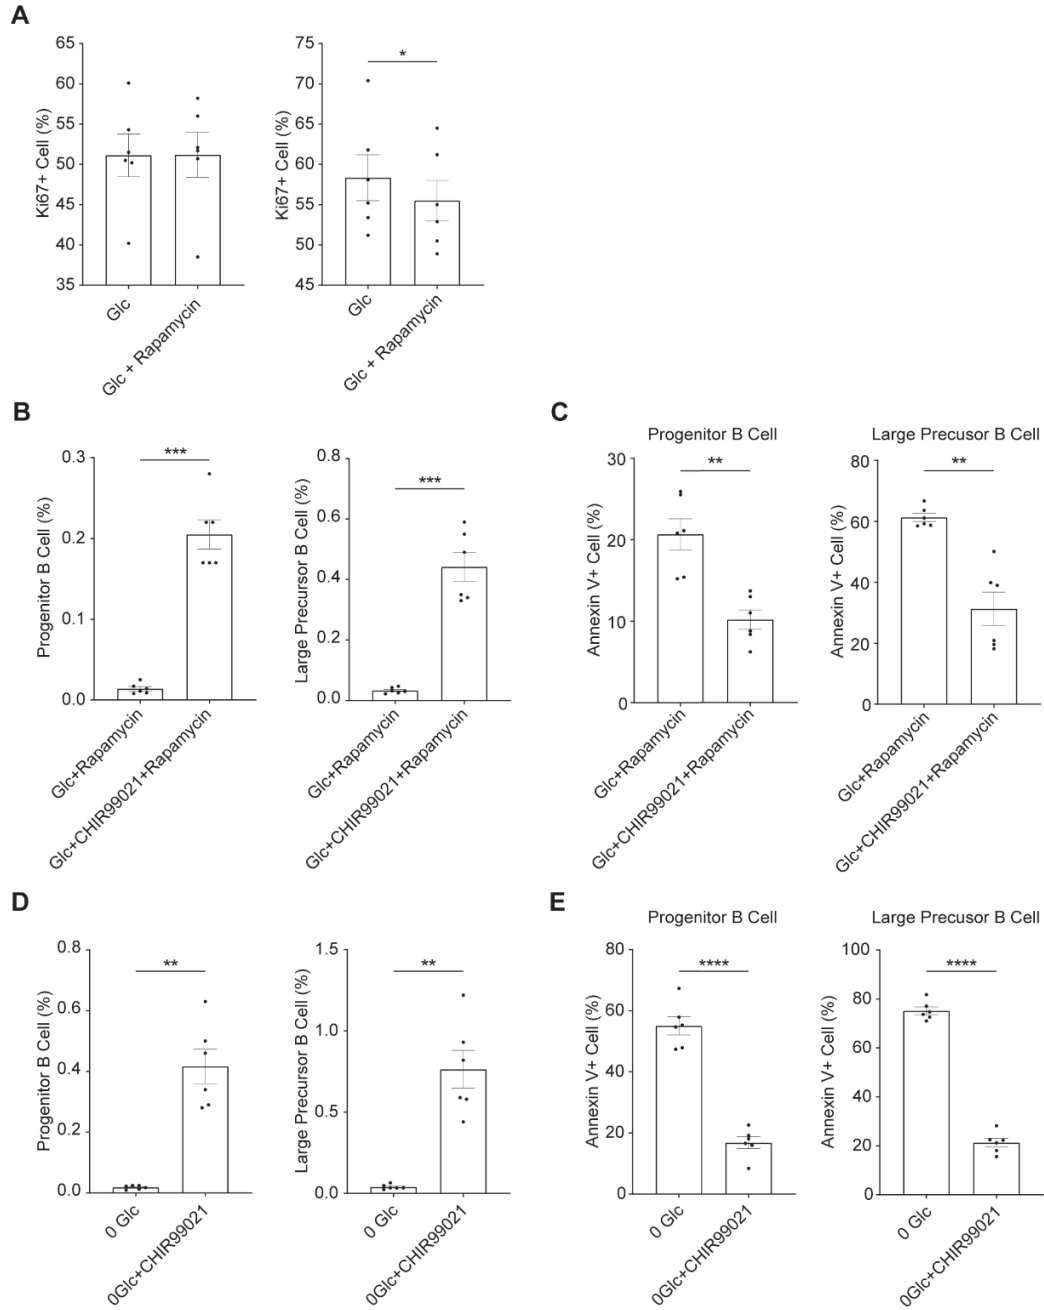 A
Ki67+ Cell (%)
65
60
55
50
45
40
35
Glc
Glc + Rapamycin
Ki67+ Cell (%)
75
70
65
60
55
50
45
*
Glc
Glc + Rapamycin
B
Progenitor B Cell (%)
0.3
0.2
0.1
0.0
***
Glc+Rapamycin
Glc+CHIR99021+Rapamycin
Large Precursor B Cell (%)
0.8
0.6
0.4
0.2
0.0
***
Glc+Rapamycin
Glc+CHIR99021+Rapamycin
C
Progenitor B Cell
Annexin V+ Cell (%)
30
20
10
0
**
Glc+Rapamycin
Glc+CHIR99021+Rapamycin
Large Precusor B Cell
Annexin V+ Cell (%)
80
60
40
20
0
**
Glc+Rapamycin
Glc+CHIR99021+Rapamycin
D
Progenitor B Cell (%)
0.8
0.6
0.4
0.2
0.0
**
0 Glc
0Glc+CHIR99021
Large Precursor B Cell (%)
1.5
1.0
0.5
0.0
**
0 Glc
0Glc+CHIR99021
E
Progenitor B Cell
Annexin V+ Cell (%)
80
60
40
20
0
****
0 Glc
0Glc+CHIR99021
Large Precusor B Cell
Annexin V+ Cell (%)
100
80
60
40
20
0
****
0 Glc
0Glc+CHIR99021